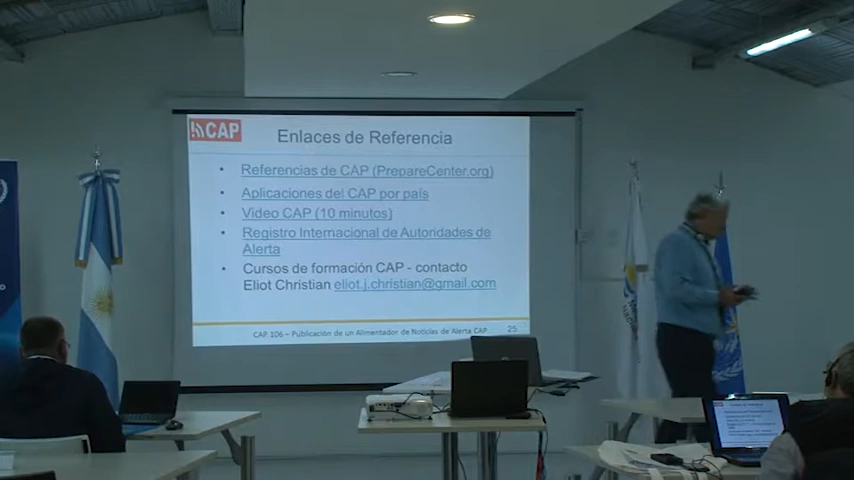 CAP
Enlaces de Referencia
• Referencias de CAP (PrepareCenter.org)
• Aplicaciones del CAP por país
• Video CAP (10 minutos)
• Registro Internacional de Autoridades de
Alerta
• Cursos de formación CAP - contacto
Eliot Christian eliot.j.christian@gmail.com
CAP 106 – Publicación de un Alimentador de Noticias de Alerta CAP
25